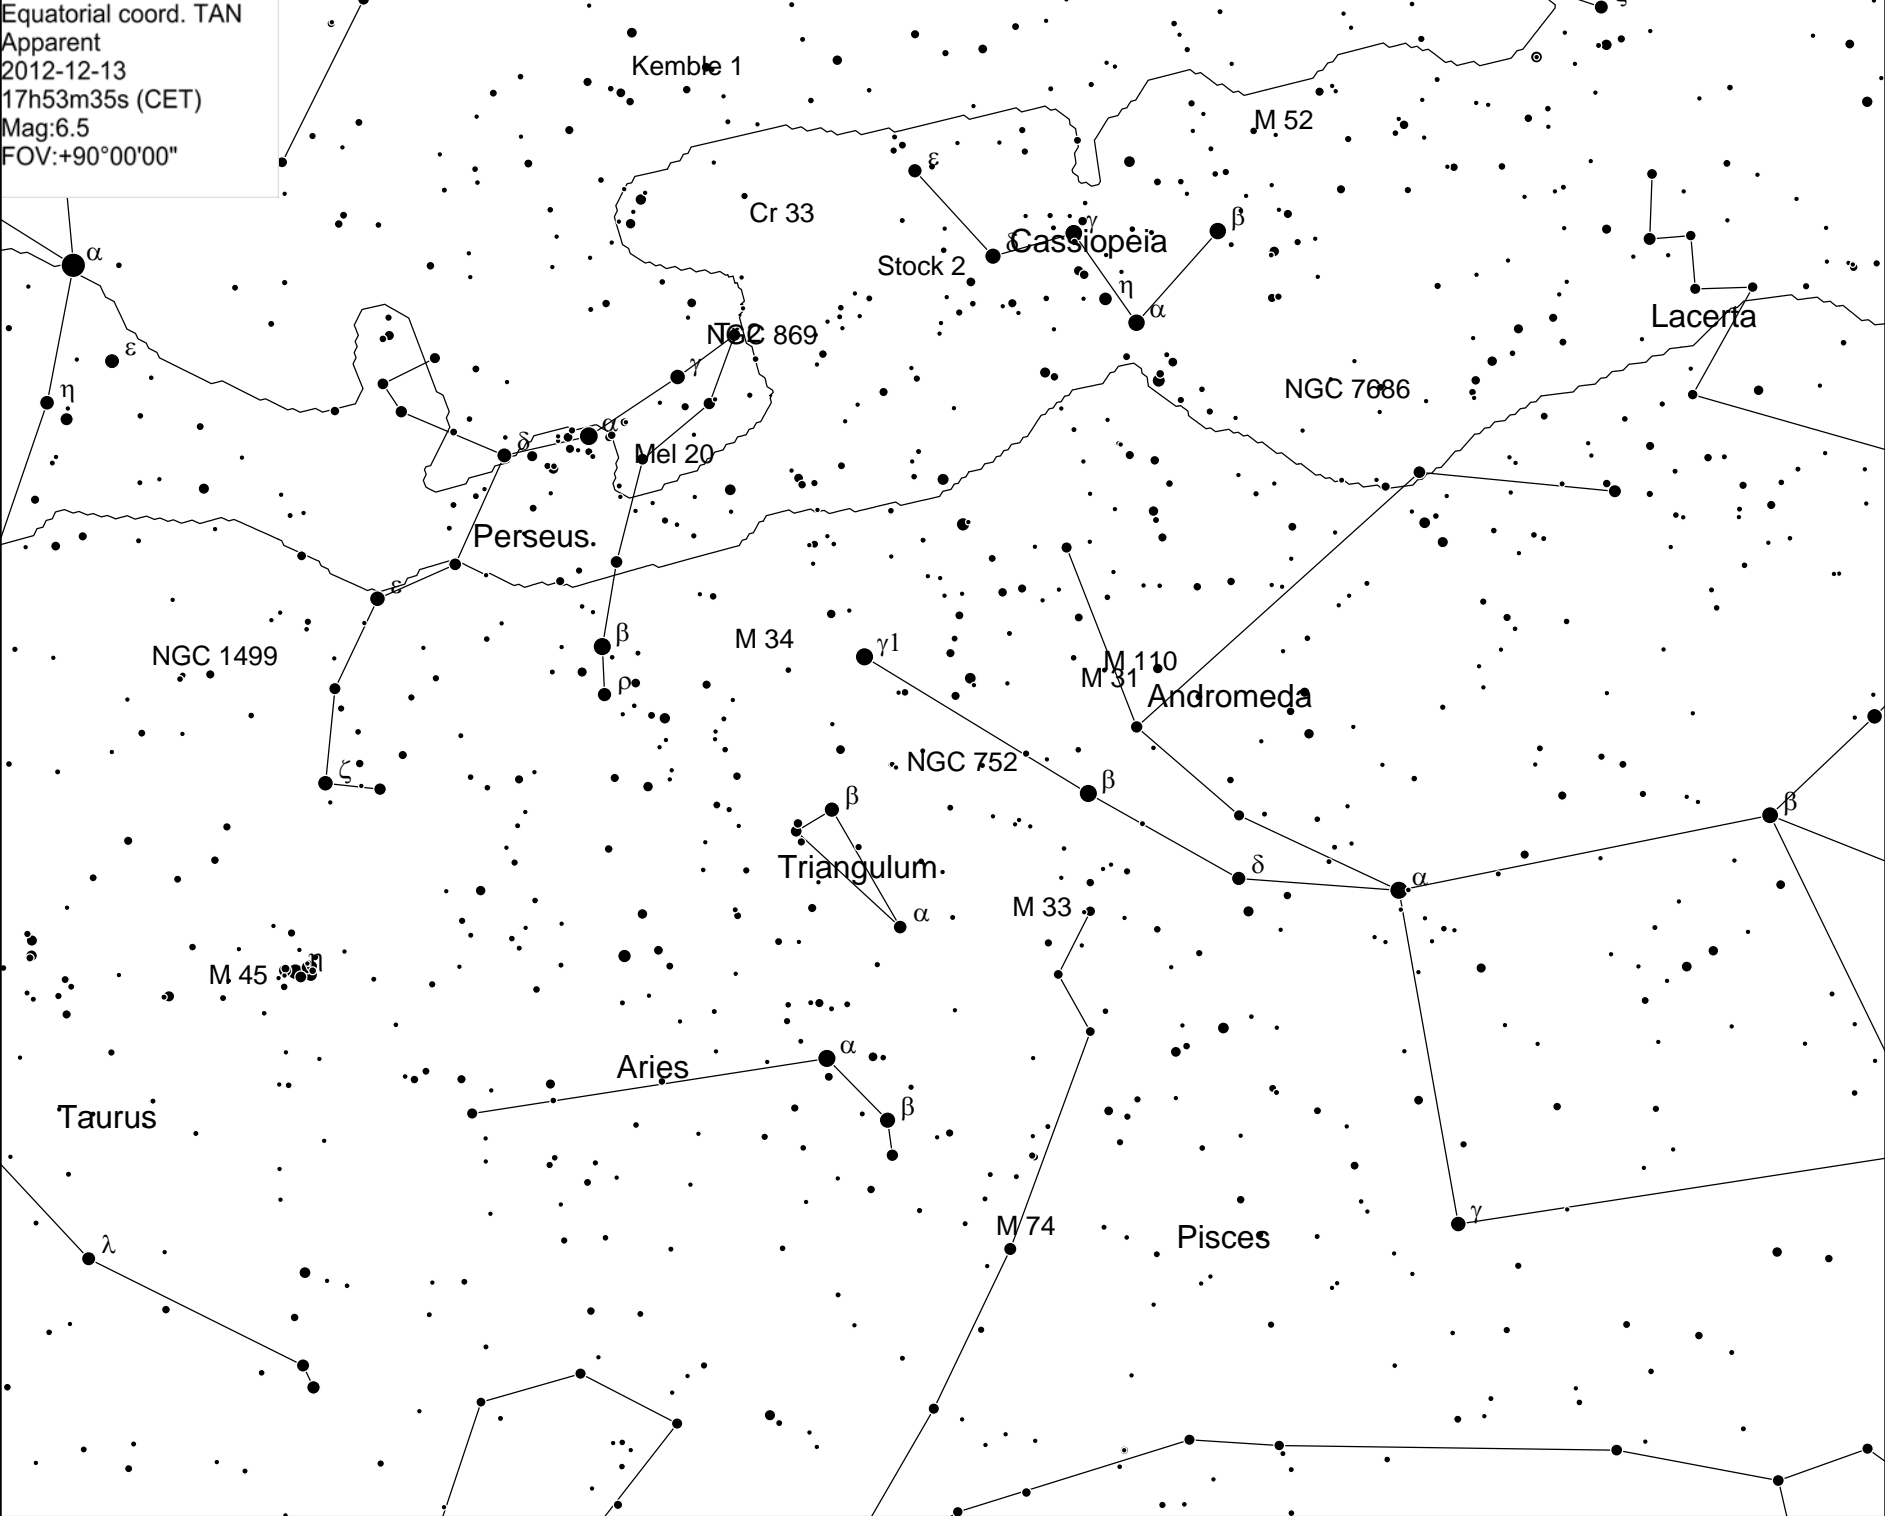 Equatorial coord. TAN
Apparent
2012-12-13
17h53m35s (CET)
Mag:6.5
FOV:+90°00'00"
Kemble 1
M 52
ε
Cr 33
γ
β
δ
Cassiopeia
α
Stock 2
η
α
Lacerta
NGC 869
ε
γ
NGC 7686
η
α
δ
Mel 20
Perseus
ε
β
M 34
γ1
NGC 1499
M 110
M 31
ρ
Andromeda
NGC 752
ζ
β
β
β
Triangulum
δ
α
M 33
α
η
M 45
α
Aries
β
Taurus
γ
M 74
Pisces
λ